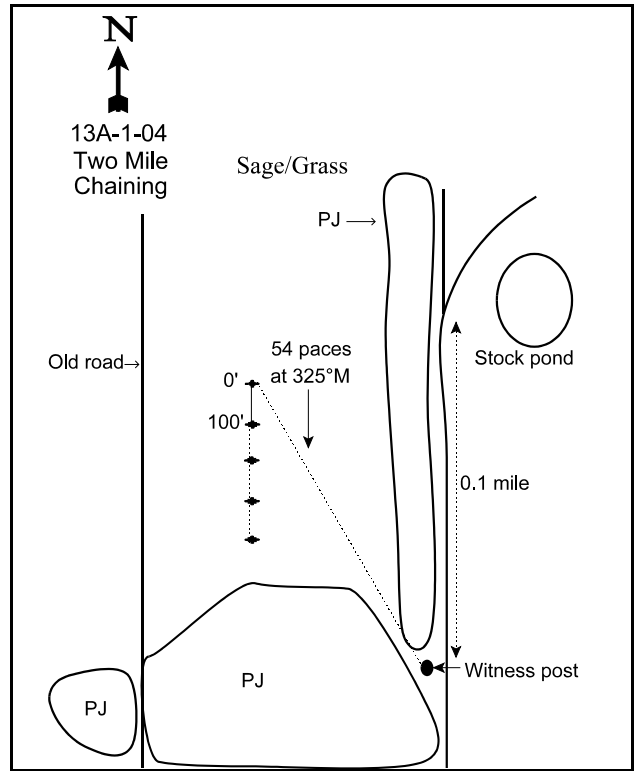 N
13A-1-04
Two Mile
Chaining
Sage/Grass
PJ
Old road
54 paces
at 325°M
0'
100'
Stock pond
0.1 mile
Witness post
PJ
PJ